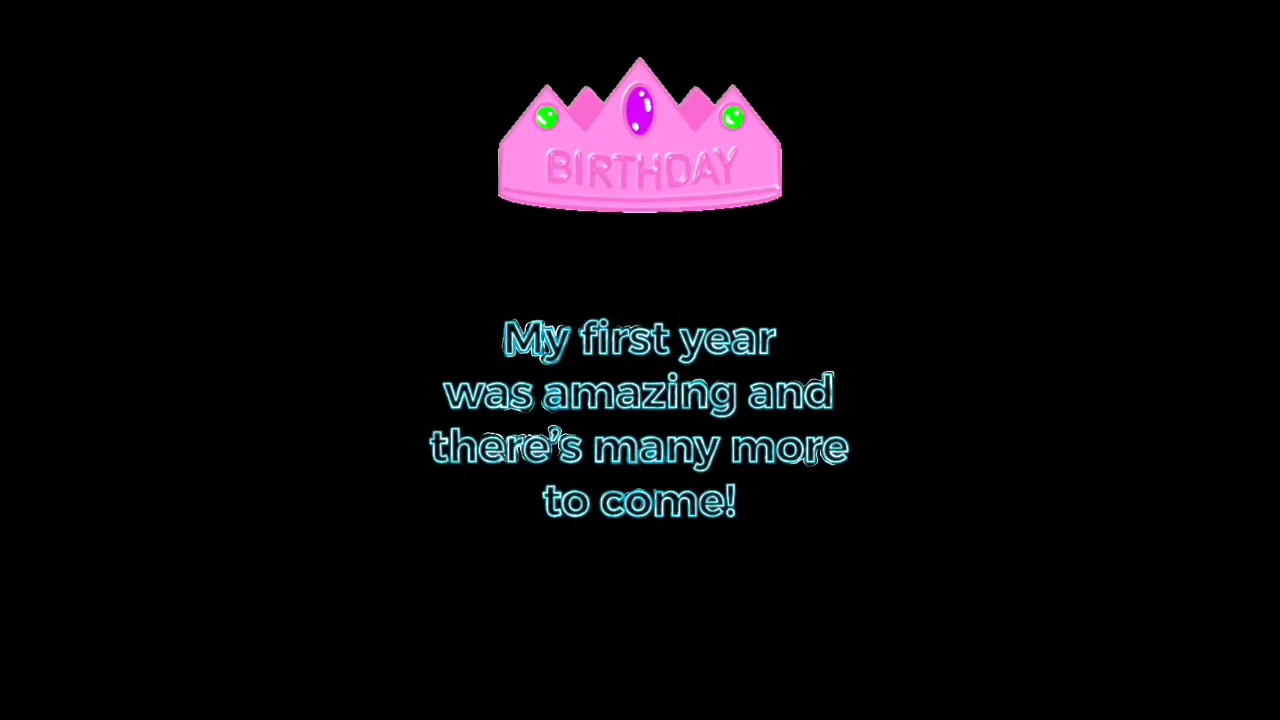 BIRTHDAY
My first year
was amazing and
there's many more
to come!